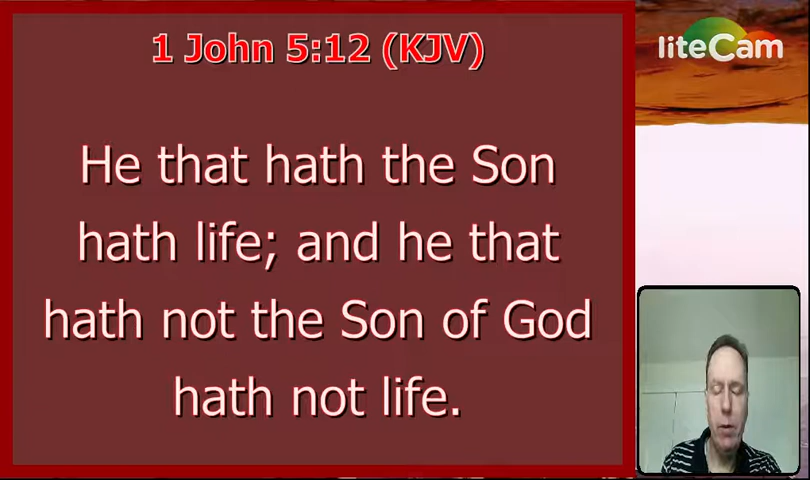 1 John 5:12 (KJV)
liteCam
He that hath the Son
hath life; and he that
hath not the Son of God
hath not life.